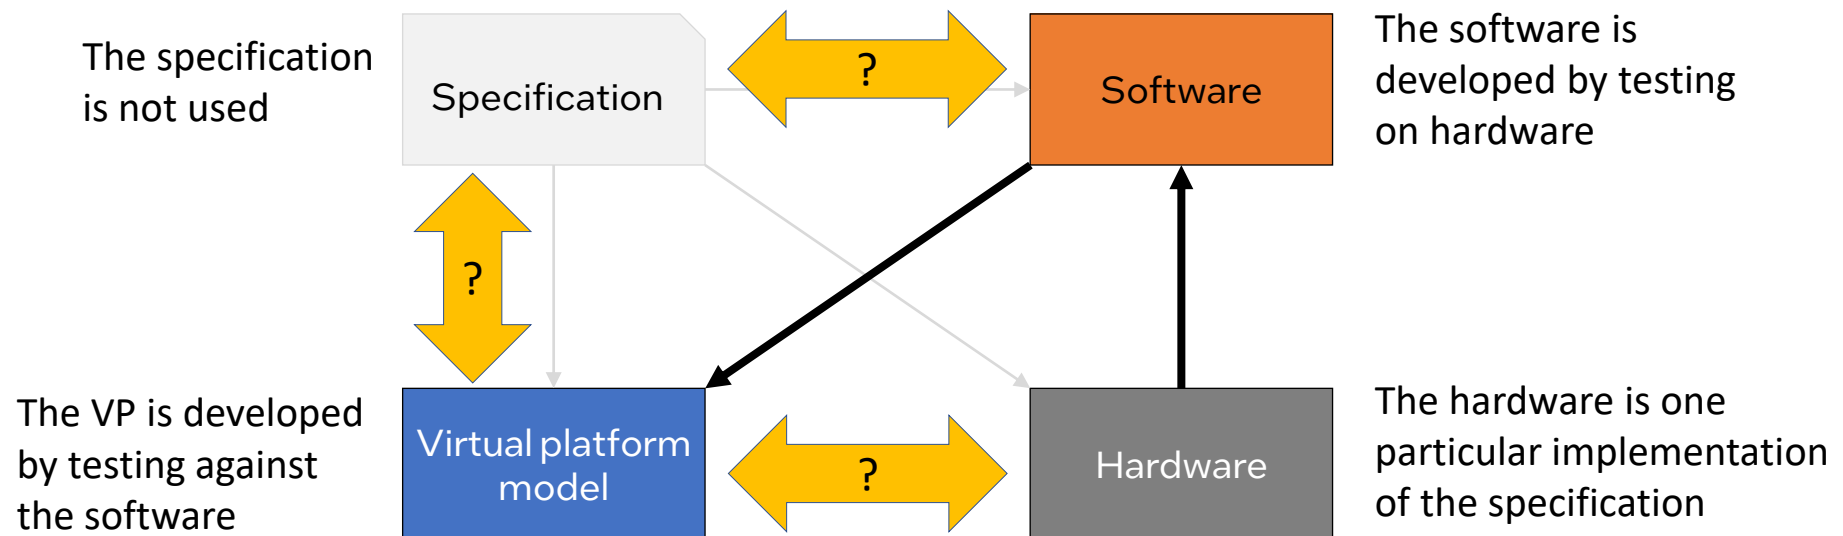 The specification
is not used
Specification
?
Software
The software is
developed by testing
on hardware
?
The VP is developed
by testing against
the software
Virtual platform
model
?
Hardware
The hardware is one
particular implementation
of the specification